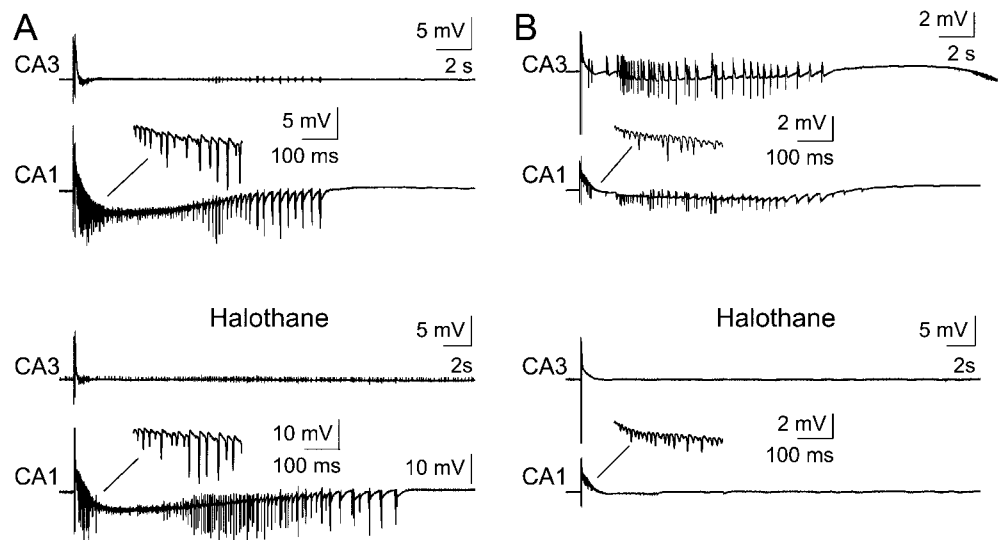 A
CA3
5 mV
2 s
5 mV
100 ms
CA1
B
CA3
2 mV
2 s
2 mV
100 ms
CA1
Halothane
CA3
5 mV
2s
10 mV
100 ms
10 mV
CA1
Halothane
CA3
5 mV
2s
2 mV
100 ms
CA1